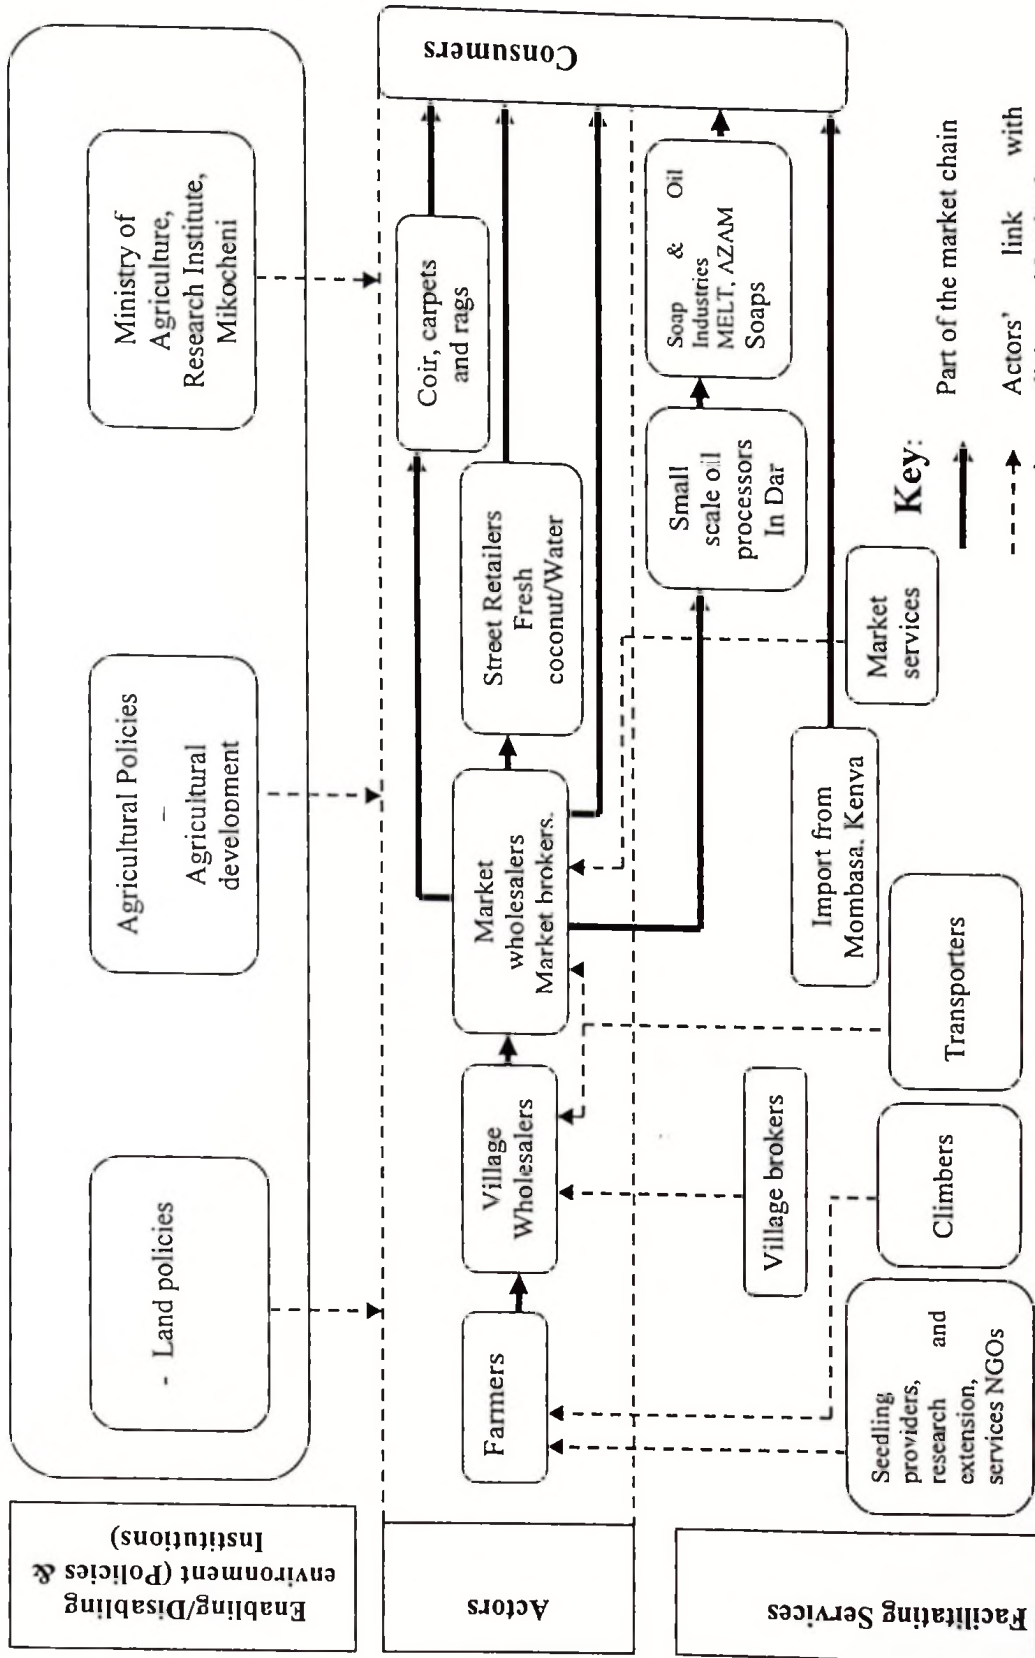 Enabling/Disabling
environment (Policies &
Institutions)
- Land policies
Agricultural Policies
–
Agricultural
development
Ministry of
Agriculture,
Research Institute,
Mikocheni
Actors
Farmers
Village
Wholesalers
Market
wholesalers
Market brokers.
Street Retailers
Fresh
coconut/Water
Coir, carpets
and rags
Consumers
Small
scale oil
processors
In Dar
Soap & Oil
Industries
MELT, AZAM
Soaps
Facilitating Services
Seedling
providers,
research and
extension,
services NGOs
Climbers
Village brokers
Transporters
Import from
Mombasa, Kenya
Market
services
Key:
Part of the market chain
Actors' link with